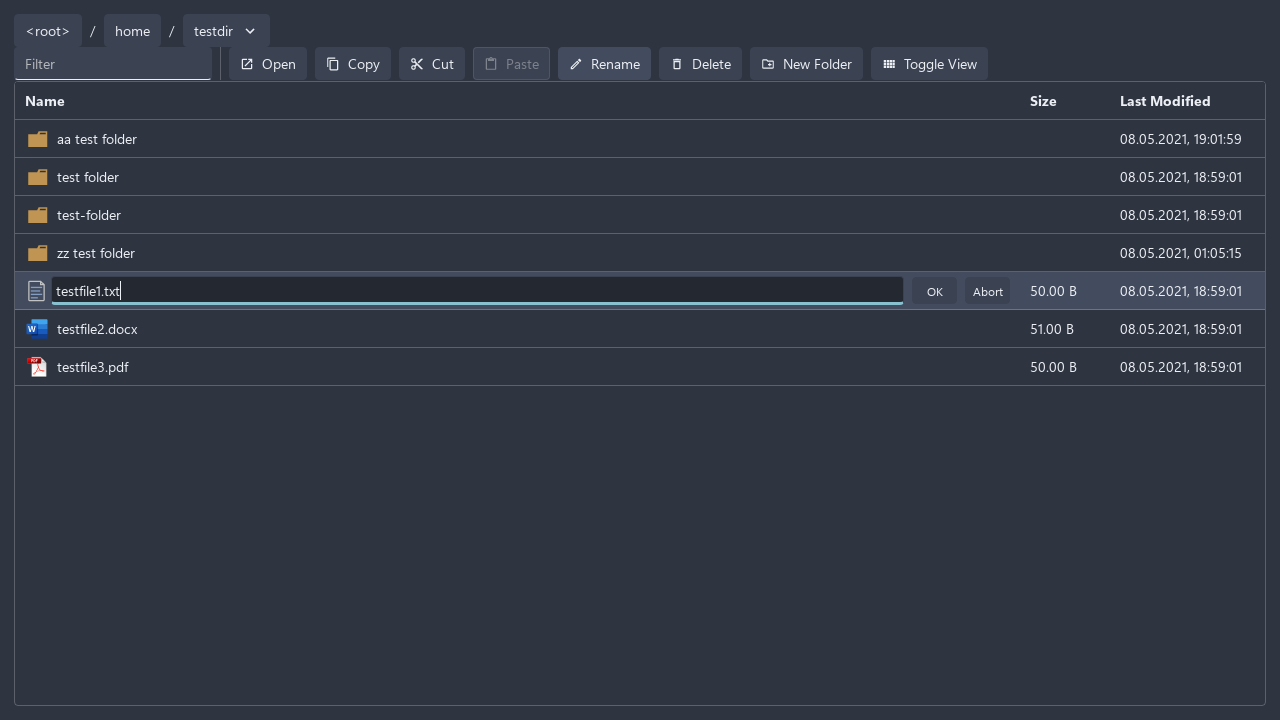 <root> / home / testdir
Filter Open Copy Cut Paste Rename Delete New Folder Toggle View
Name Size Last Modified
aa test folder 08.05.2021, 19:01:59
test folder 08.05.2021, 18:59:01
test-folder 08.05.2021, 18:59:01
zz test folder 08.05.2021, 01:05:15
testfile1.txt OK Abort 50.00 B 08.05.2021, 18:59:01
W testfile2.docx 51.00 B 08.05.2021, 18:59:01
PDF testfile3.pdf 50.00 B 08.05.2021, 18:59:01